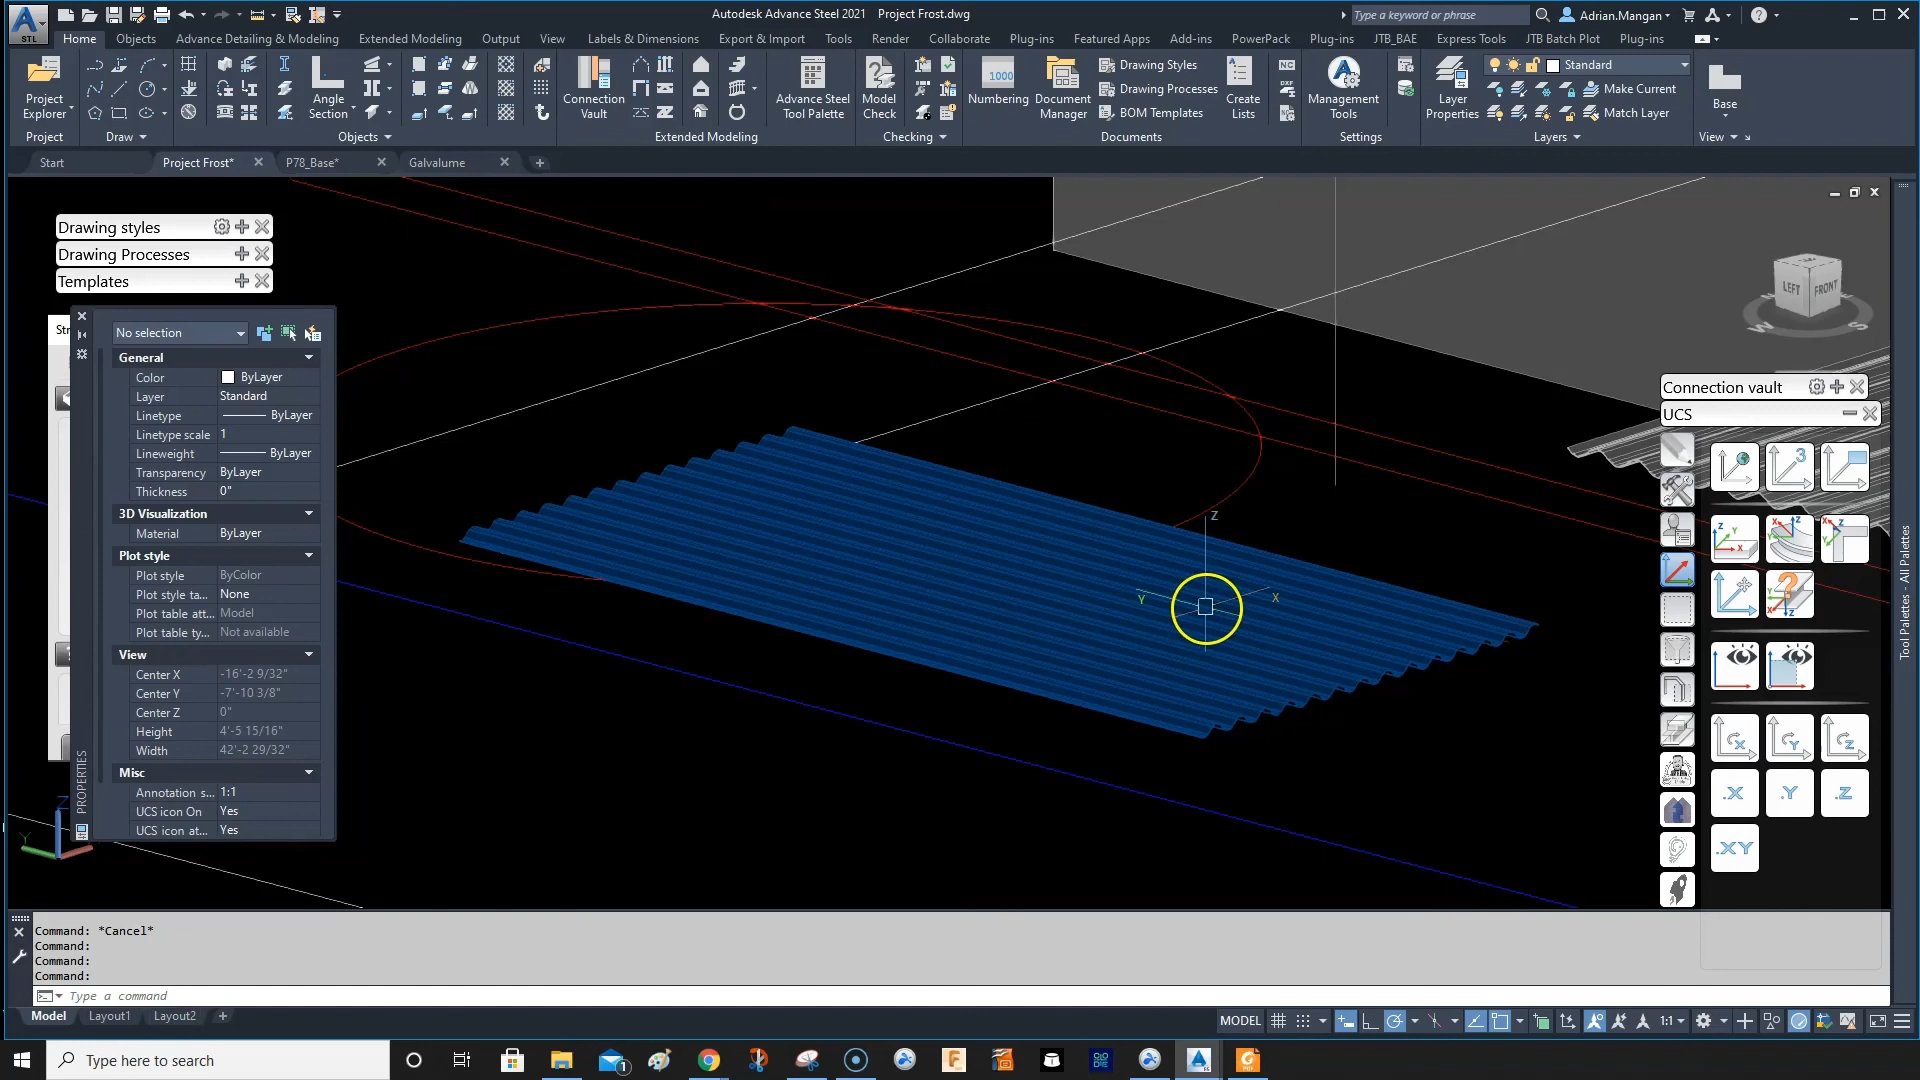 Autodesk Advance Steel 2021 Project Frost.dwg
Type a keyword or phrase
Adrian.Mangan
STL
Home Objects Advance Detailing & Modeling Extended Modeling Output View Labels & Dimensions Export & Import Tools Render Collaborate Plug-ins Featured Apps Add-ins PowerPack Plug-ins JTB_BAE Express Tools JTB Batch Plot Plug-ins
Project Explorer
Angle Section
Connection Vault
Advance Steel Tool Palette
Model Check
1000
Numbering
Document Manager
Drawing Styles
Drawing Processes
BOM Templates
Create Lists
NC
DXF
Management Tools
Layer Properties
Standard
Make Current
Match Layer
Base
Project Draw Objects Extended Modeling Checking Documents Settings Layers View
Start Project Frost* P78_Base* Galvalume
Drawing styles
Drawing Processes
Templates
No selection
General
Color ByLayer
Layer Standard
Linetype ByLayer
Linetype scale 1
Lineweight ByLayer
Transparency ByLayer
Thickness 0"
3D Visualization
Material ByLayer
Plot style
Plot style ByColor
Plot style ta... None
Plot table att... Model
Plot table ty... Not available
View
Center X -16'-2 9/32"
Center Y -7'-10 3/8"
Center Z 0"
Height 4'-5 15/16"
Width 42'-2 29/32"
Misc
Annotation s... 1:1
UCS icon On Yes
UCS icon at... Yes
PROPERTIES
Z
Y
X
LEFT FRONT
W S
Connection vault
UCS
3
X Y Z
.X .Y .Z
.XY
Tool Palettes - All Palettes
Command: *Cancel*
Command:
Command:
Command:
Type a command
Model Layout1 Layout2
MODEL
1:1
Type here to search